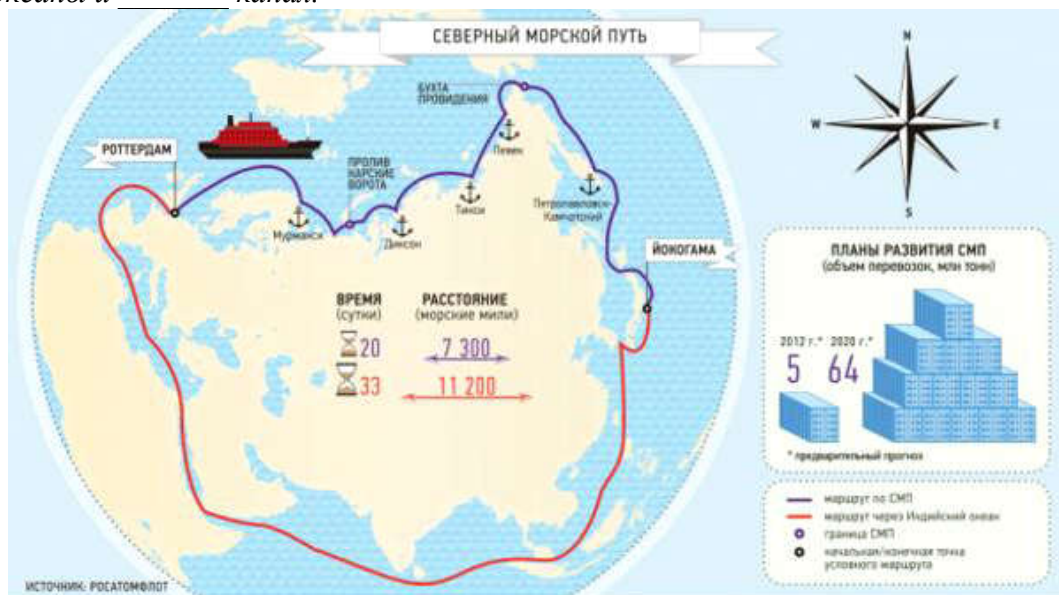 океаны и ________ канал.
СЕВЕРНЫЙ МОРСКОЙ ПУТЬ
N
W
E
S
БУХТА
ПРОВИДЕНИЯ
РОТТЕРДАМ
ПРОЛИВ
КАРСКИЕ
ВОРОТА
Певек
Тикси
Петропавловск-
Камчатский
Мурманск
Диксон
ЙОКОГАМА
ВРЕМЯ
(сутки)
РАССТОЯНИЕ
(морские мили)
20
7 300
33
11 200
ПЛАНЫ РАЗВИТИЯ СМП
(объем перевозок, млн тонн)
2012 г.* 2020 г.*
5 64
* предварительный прогноз
маршрут по СМП
маршрут через Индийский океан
граница СМП
начальная/конечная точка
условного маршрута
ИСТОЧНИК: РОСАТОМФЛОТ